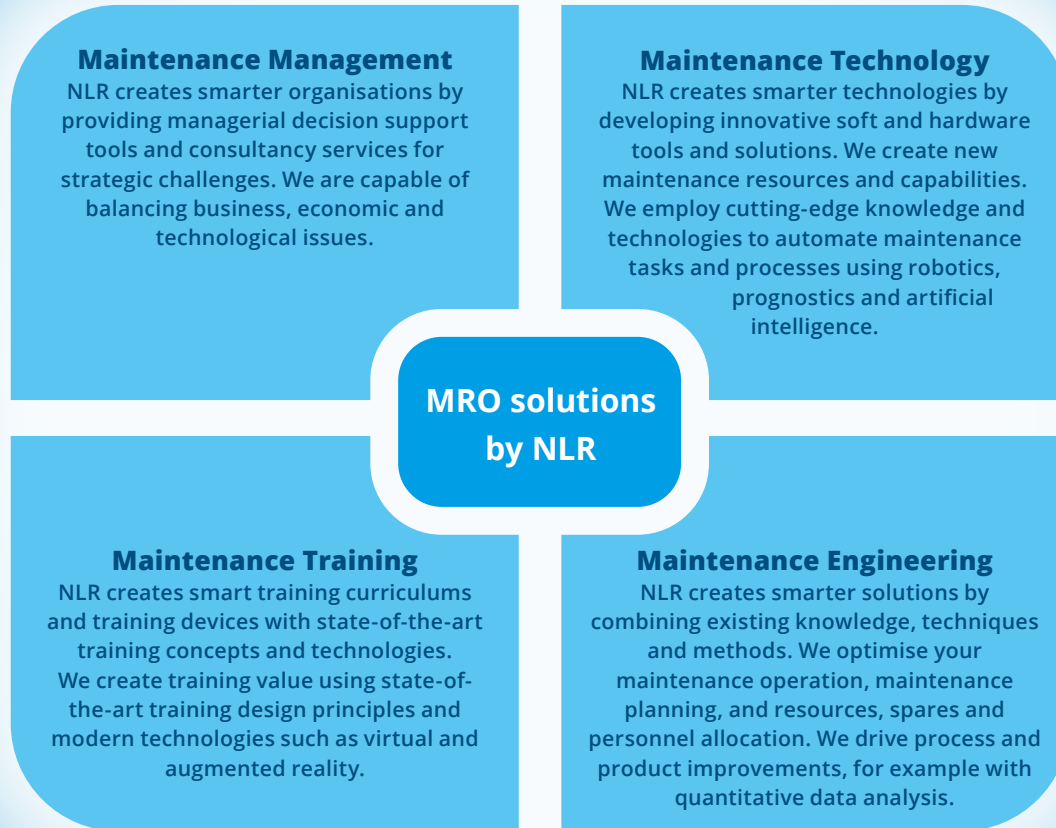 Maintenance Management
NLR creates smarter organisations by
providing managerial decision support
tools and consultancy services for
strategic challenges. We are capable of
balancing business, economic and
technological issues.
Maintenance Technology
NLR creates smarter technologies by
developing innovative soft and hardware
tools and solutions. We create new
maintenance resources and capabilities.
We employ cutting-edge knowledge and
technologies to automate maintenance
tasks and processes using robotics,
prognostics and artificial
intelligence.
MRO solutions
by NLR
Maintenance Training
NLR creates smart training curriculums
and training devices with state-of-the-art
training concepts and technologies.
We create training value using state-of-
the-art training design principles and
modern technologies such as virtual and
augmented reality.
Maintenance Engineering
NLR creates smarter solutions by
combining existing knowledge, techniques
and methods. We optimise your
maintenance operation, maintenance
planning, and resources, spares and
personnel allocation. We drive process and
product improvements, for example with
quantitative data analysis.